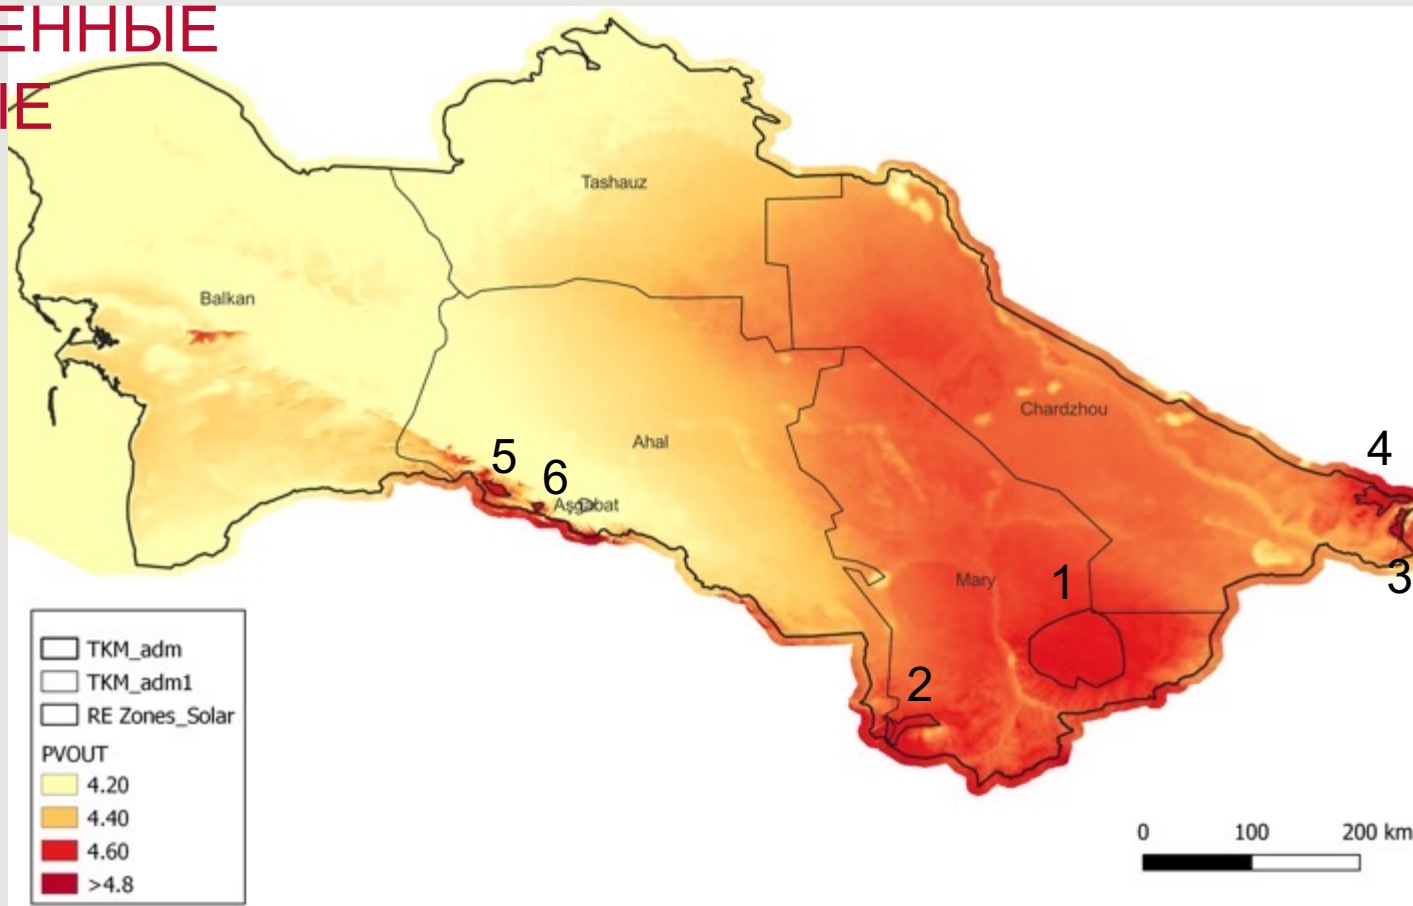 ЕННЫЕ
ІЕ
Tashauz
Balkan
Chardzhou
Ahal
4
5
6
Aşgabat
3
Mary
1
2
TKM_adm
TKM_adm1
RE Zones_Solar
PVOUT
4.20
4.40
4.60
>4.8
0 100 200 km